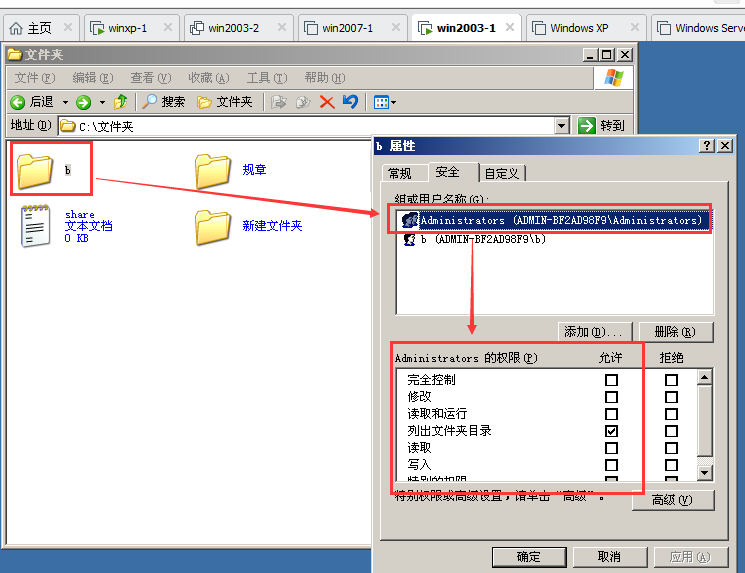 主页
winxp-1
win2003-2
win2007-1
win2003-1
Windows XP
Windows Serve
文件夹
文件(F) 编辑(E) 查看(V) 收藏(A) 工具(T) 帮助(H)
后退 搜索 文件夹
地址(D) C:\文件夹 转到
b
规章
share
文本文档
0 KB
新建文件夹
b 属性
常规 安全 自定义
组或用户名称(G):
Administrators (ADMIN-BF2AD98F9\Administrators)
b (ADMIN-BF2AD98F9\b)
添加(D)... 删除(R)
Administrators 的权限(P) 允许 拒绝
完全控制
修改
读取和运行
列出文件夹目录
读取
写入
特别的权限
特别权限或高级设置，请单击“高级”。
高级(V)
确定 取消 应用(A)